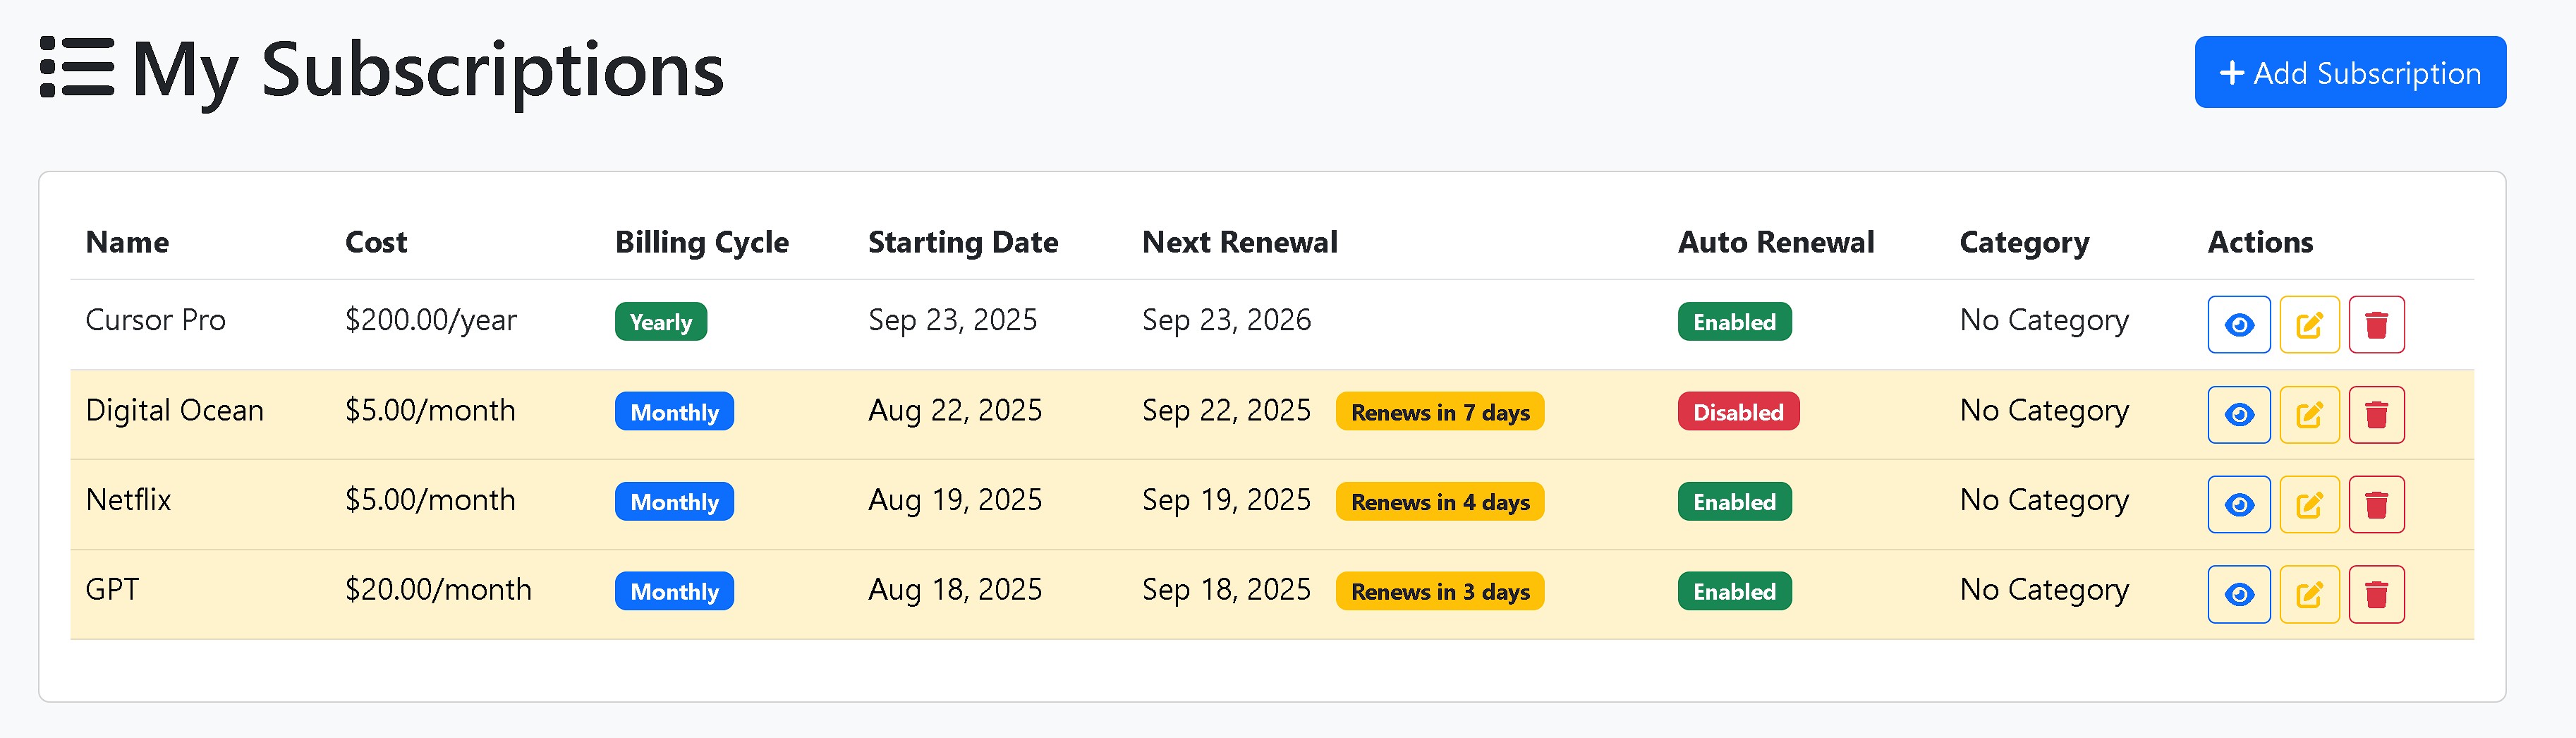 My Subscriptions
Add Subscription
Name Cost Billing Cycle Starting Date Next Renewal Auto Renewal Category Actions
Cursor Pro $200.00/year Yearly Sep 23, 2025 Sep 23, 2026 Enabled No Category
Digital Ocean $5.00/month Monthly Aug 22, 2025 Sep 22, 2025 Renews in 7 days Disabled No Category
Netflix $5.00/month Monthly Aug 19, 2025 Sep 19, 2025 Renews in 4 days Enabled No Category
GPT $20.00/month Monthly Aug 18, 2025 Sep 18, 2025 Renews in 3 days Enabled No Category